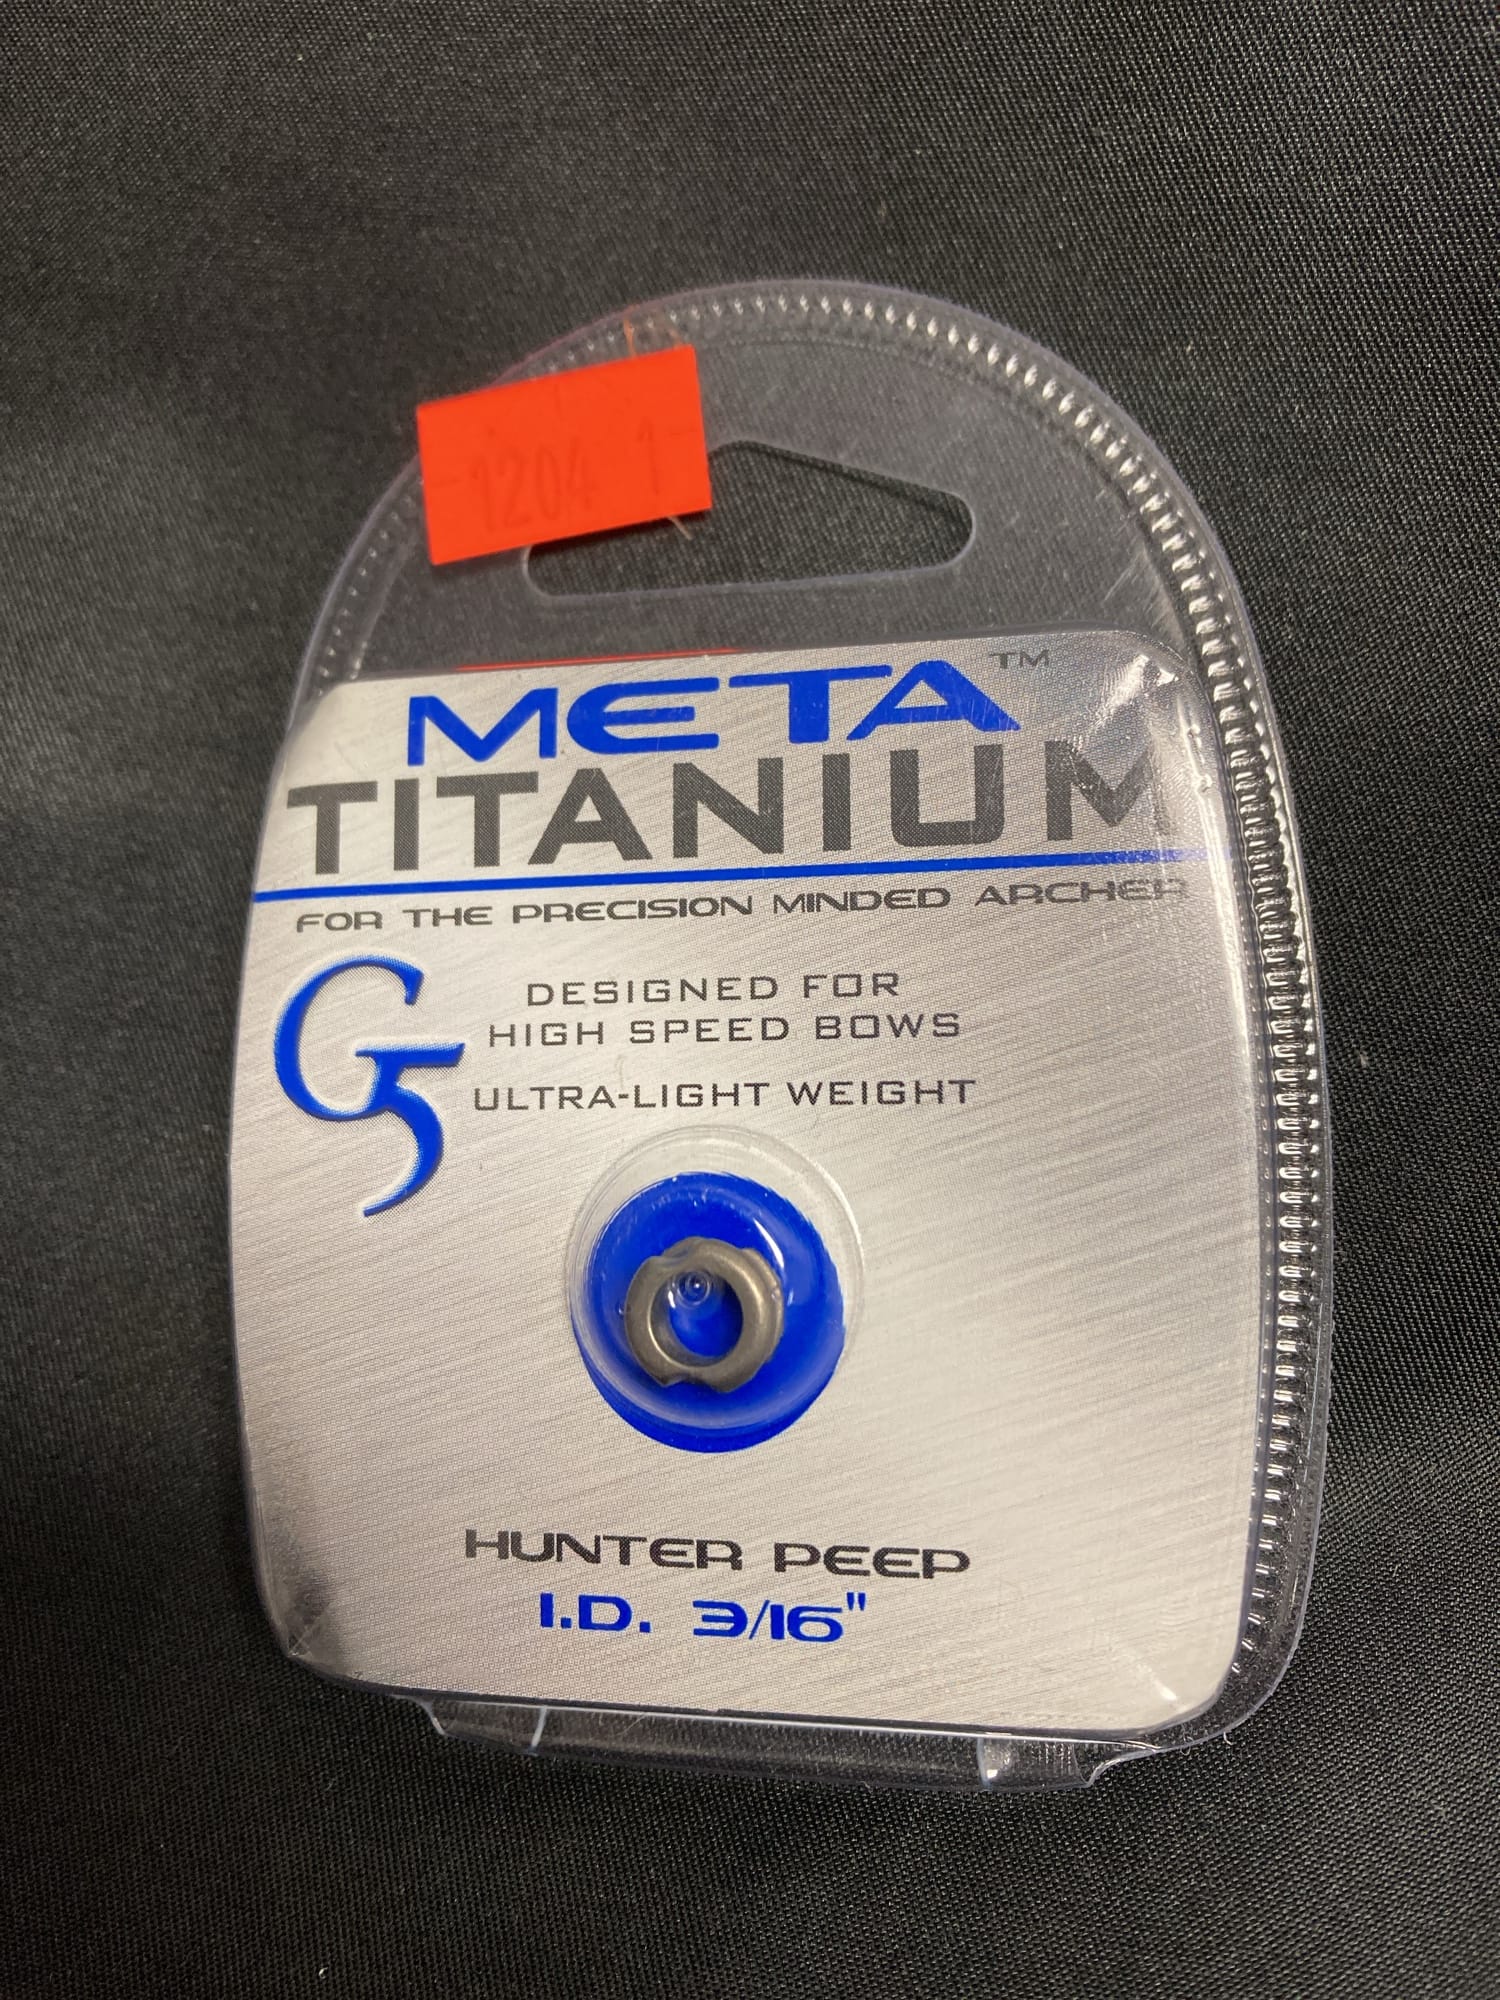 1204 1
META™
TITANIUM
FOR THE PRECISION MINDED ARCHER
G5
DESIGNED FOR
HIGH SPEED BOWS
ULTRA-LIGHT WEIGHT
HUNTER PEEP
I.D. 3/16"